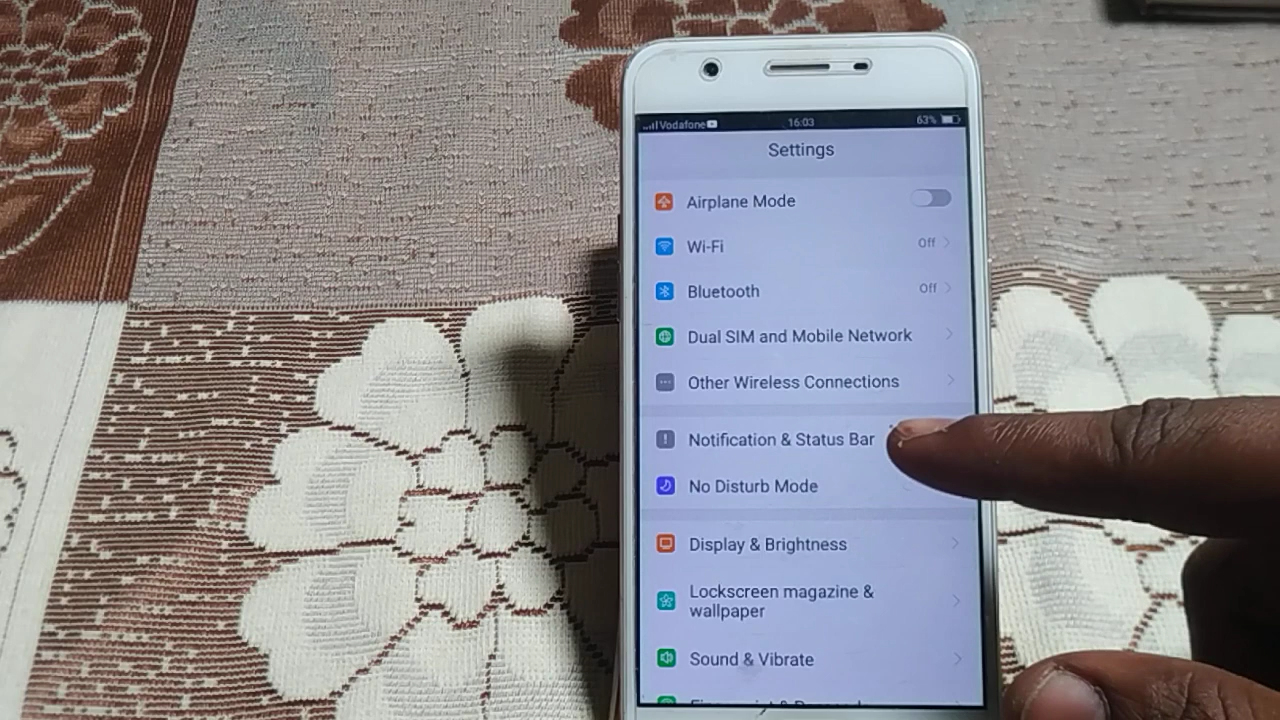 Vodafone 16:03 63%
Settings
Airplane Mode
Wi-Fi Off
Bluetooth Off
Dual SIM and Mobile Network
Other Wireless Connections
Notification & Status Bar
No Disturb Mode
Display & Brightness
Lockscreen magazine &
wallpaper
Sound & Vibrate